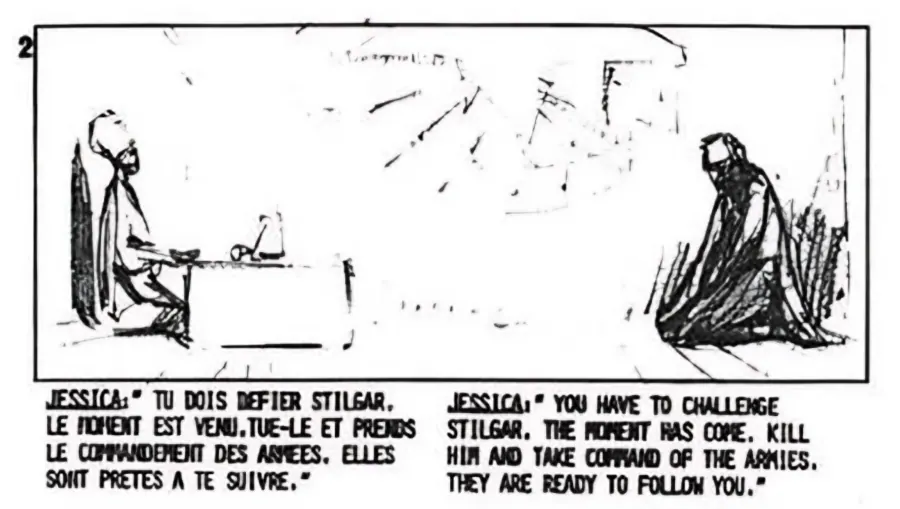 2
JESSICA:" TU DOIS DEFIER STILGAR.
LE MOMENT EST VENU.TUE-LE ET PRENDS
LE COMMANDEMENT DES ARMEES. ELLES
SONT PRETES A TE SUIVRE."
JESSICA:" YOU HAVE TO CHALLENGE
STILGAR. THE MOMENT HAS COME. KILL
HIM AND TAKE COMMAND OF THE ARMIES.
THEY ARE READY TO FOLLOW YOU."